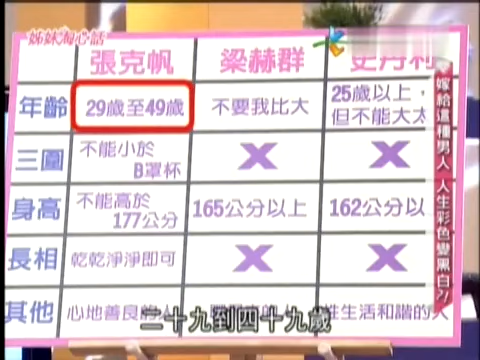 姊妹淘心話
張克帆
梁赫群
史丹利
年齡
29歲至49歲
不要我比大
25歲以上，
但不能大太
三圍
不能小於
B罩杯
X
X
身高
不能高於
177公分
165公分以上
162公分以
長相
乾乾淨淨即可
X
X
其他
心地善良
性生活和諧的人
嫁給這種男人 人生彩色變黑白?!
二十九到四十九歲